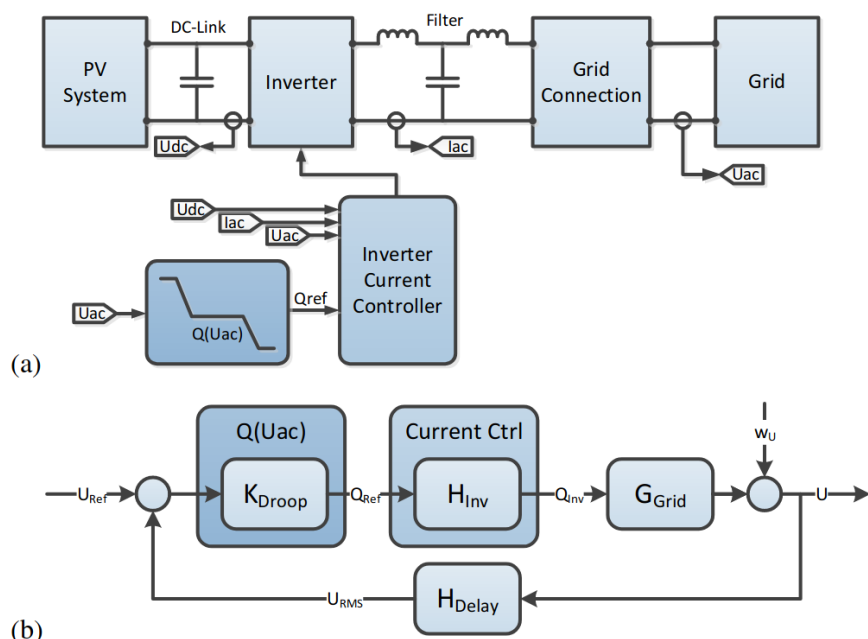 DC-Link
Filter
PV
System
Inverter
Grid
Connection
Grid
Udc
Iac
Uac
Udc
Iac
Uac
Inverter
Current
Controller
Uac
Q(Uac)
Qref
(a)
Q(Uac)
Current Ctrl
wU
URef
KDroop
QRef
HInv
QInv
GGrid
U
URMS
HDelay
(b)